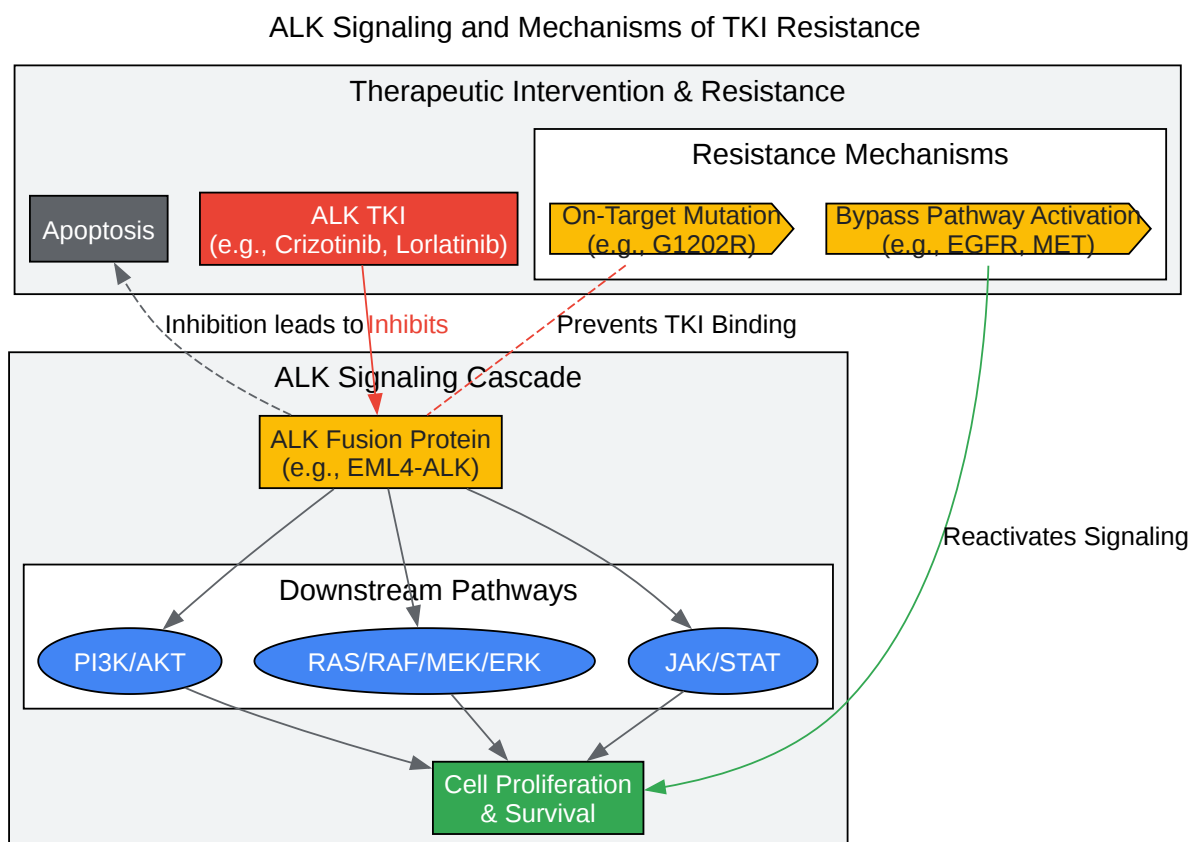 ALK Signaling and Mechanisms of TKI Resistance
Therapeutic Intervention & Resistance
Resistance Mechanisms
Apoptosis
ALK TKI
(e.g., Crizotinib, Lorlatinib)
On-Target Mutation
(e.g., G1202R)
Bypass Pathway Activation
(e.g., EGFR, MET)
Inhibition leads to
Inhibits
Prevents TKI Binding
ALK Signaling Cascade
ALK Fusion Protein
(e.g., EML4-ALK)
Reactivates Signaling
Downstream Pathways
PI3K/AKT
RAS/RAF/MEK/ERK
JAK/STAT
Cell Proliferation
& Survival